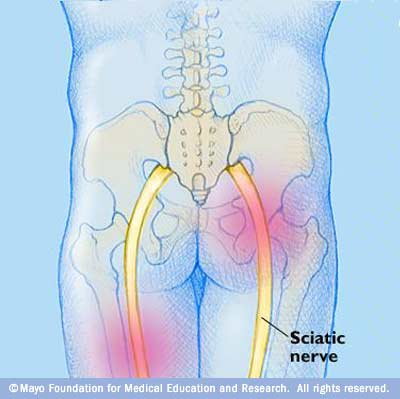 Sciatic
nerve
© Mayo Foundation for Medical Education and Research. All rights reserved.